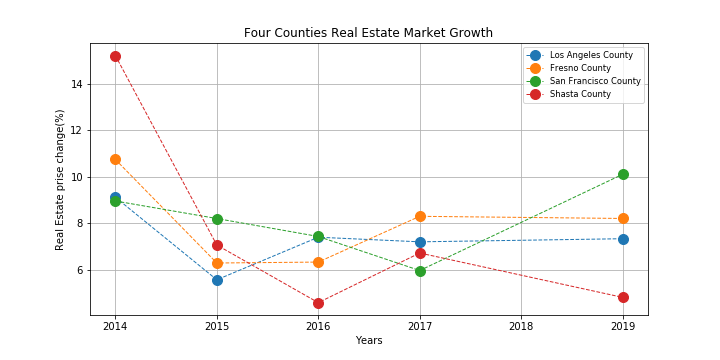 Four Counties Real Estate Market Growth
Los Angeles County
Fresno County
San Francisco County
Shasta County
Real Estate prise change(%)
14
12
10
8
6
2014 2015 2016 2017 2018 2019
Years